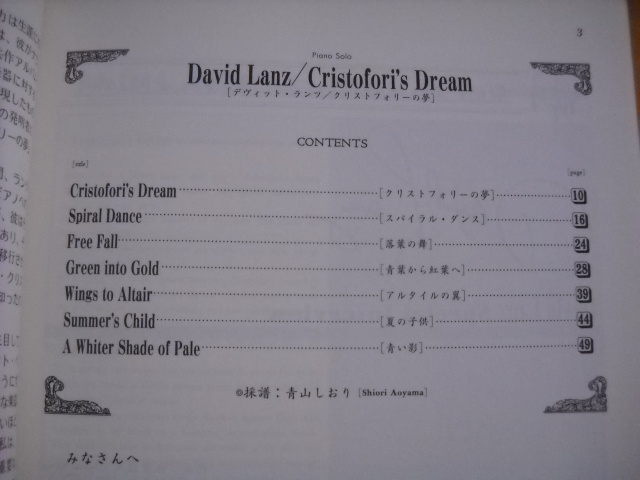 3
Piano Solo
David Lanz/Cristofori's Dream
[デヴィット・ランツ/クリストフォリーの夢]
CONTENTS
[title] [page]
Cristofori's Dream [クリストフォリーの夢] 10
Spiral Dance [スパイラル・ダンス] 16
Free Fall [落葉の舞] 24
Green into Gold [青葉から紅葉へ] 28
Wings to Altair [アルタイルの翼] 39
Summer's Child [夏の子供] 44
A Whiter Shade of Pale [青い影] 49
◎採譜:青山しおり [Shiori Aoyama]
みなさんへ